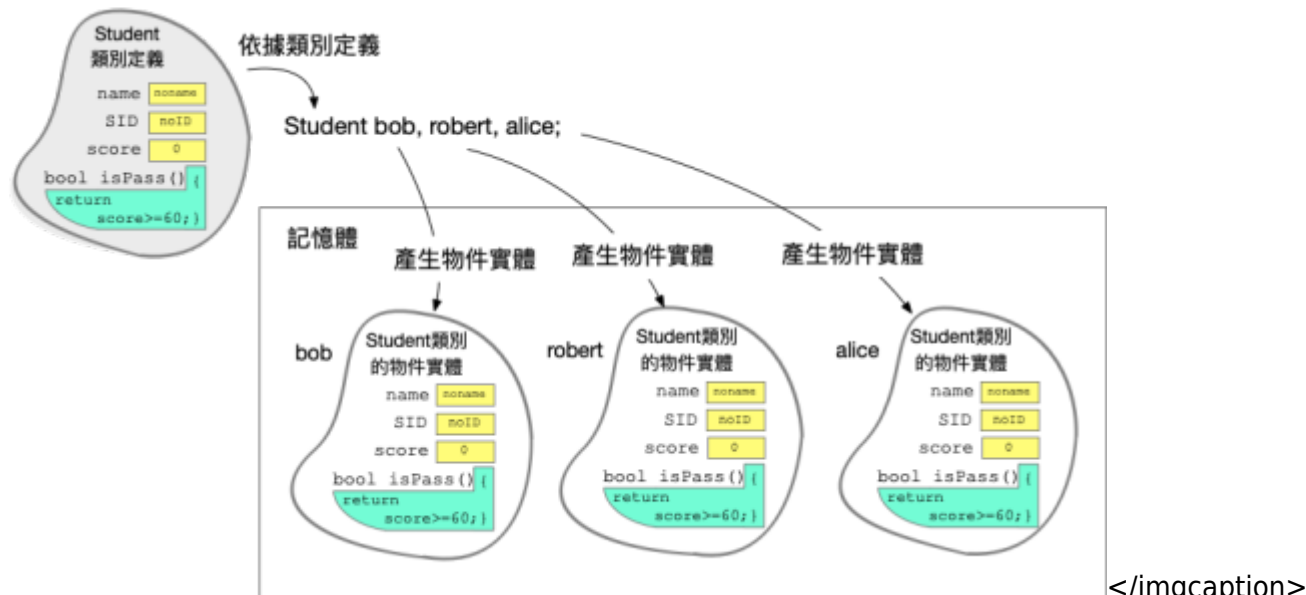 Student
類別定義
name noname
SID noID
score 0
bool isPass() {
return
score>=60;}
依據類別定義
Student bob, robert, alice;
記憶體
產生物件實體
產生物件實體
產生物件實體
bob
Student類別
的物件實體
name noname
SID noID
score 0
bool isPass() {
return
score>=60;}
robert
Student類別
的物件實體
name noname
SID noID
score 0
bool isPass() {
return
score>=60;}
alice
Student類別
的物件實體
name noname
SID noID
score 0
bool isPass() {
return
score>=60;}
</imgcaption>